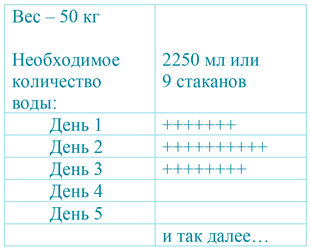 Вес – 50 кг
Необходимое количество воды:
2250 мл или
9 стаканов
День 1 +++++++
День 2 ++++++++++
День 3 ++++++++
День 4
День 5
и так далее…